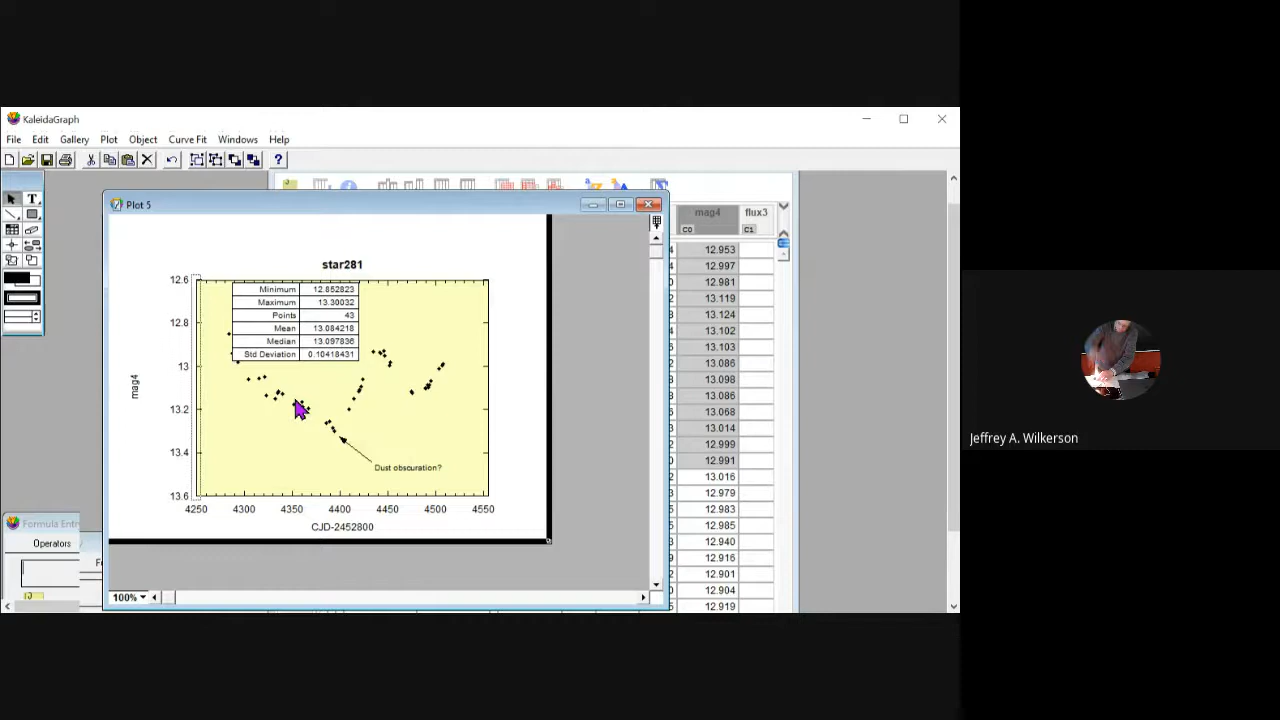 KaleidaGraph
File Edit Gallery Plot Object Curve Fit Windows Help
T
?
Plot 5
mag4 flux3
C0 C1
star281
12.6
12.8
13
13.2
13.4
13.6
mag4
4250 4300 4350 4400 4450 4500 4550
CJD-2452800
Minimum 12.852823
Maximum 13.30032
Points 43
Mean 13.084218
Median 13.097836
Std Deviation 0.10418431
Dust obscuration?
12.953
12.997
12.981
13.119
13.124
13.102
13.103
13.086
13.098
13.086
13.068
13.014
12.999
12.991
13.016
12.979
12.983
12.985
12.940
12.916
12.901
12.904
12.919
Formula Ent
Operators
100%
Jeffrey A. Wilkerson